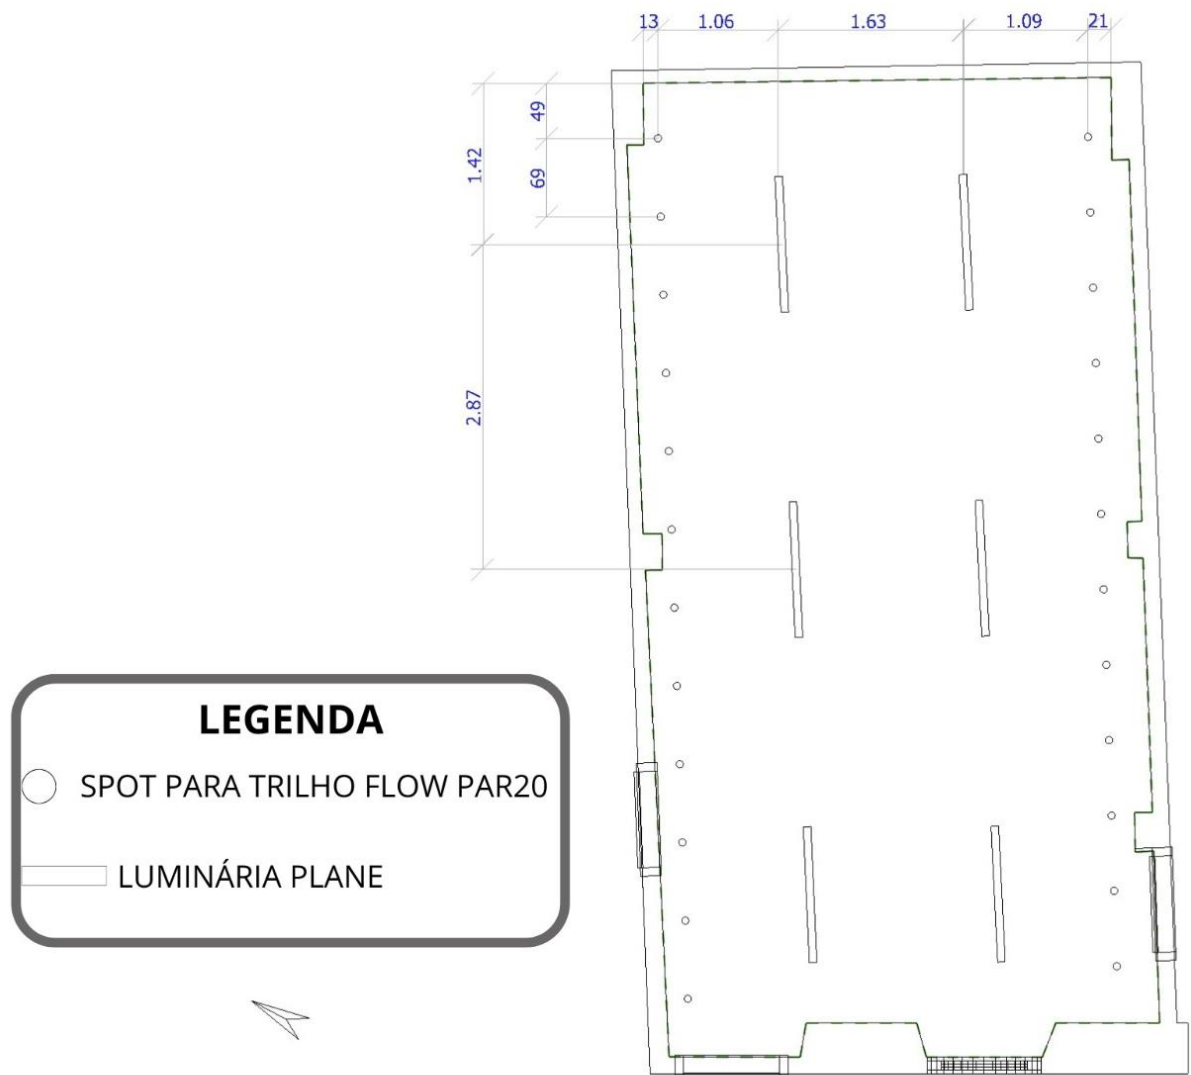 13 1.06 1.63 1.09 21
49
1.42
69
2.87
LEGENDA
SPOT PARA TRILHO FLOW PAR20
LUMINÁRIA PLANE